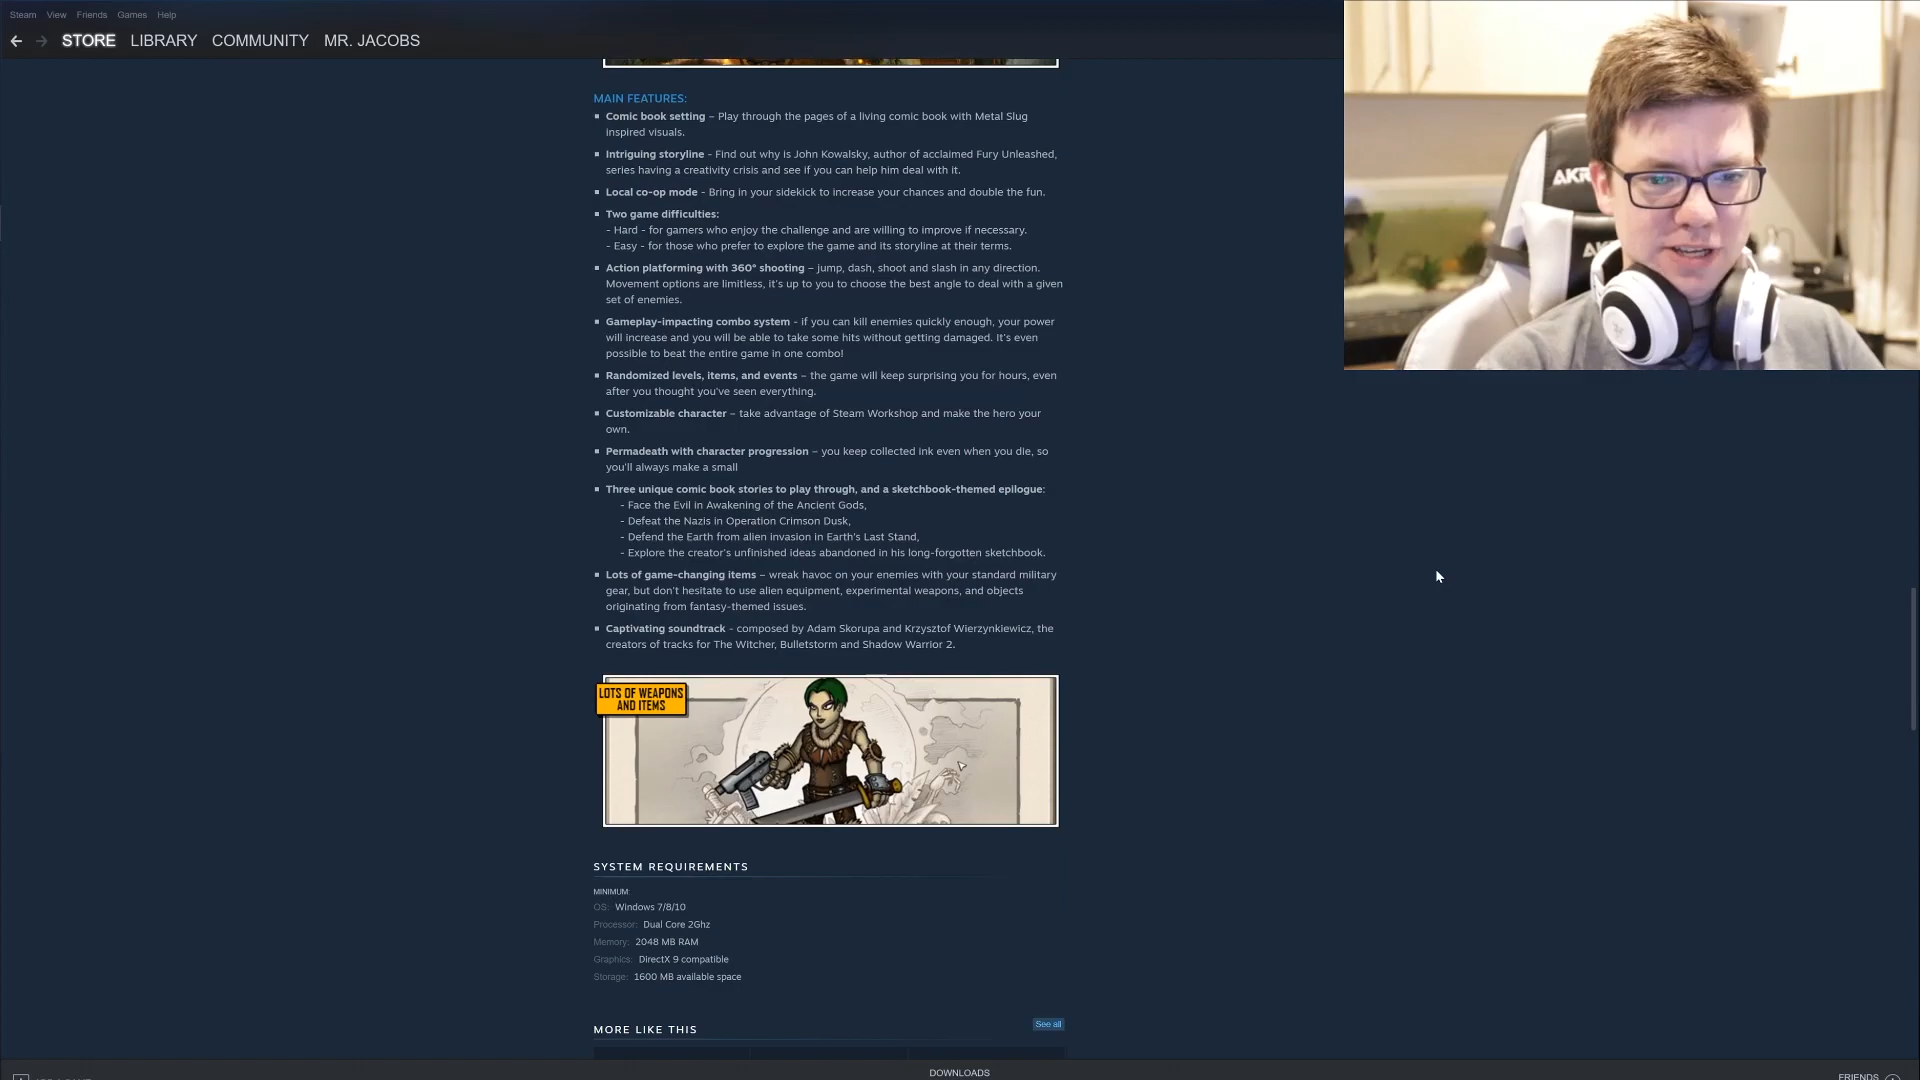 Steam View Friends Games Help
STORE LIBRARY COMMUNITY MR. JACOBS
MAIN FEATURES:
Comic book setting – Play through the pages of a living comic book with Metal Slug
inspired visuals.
Intriguing storyline - Find out why is John Kowalsky, author of acclaimed Fury Unleashed,
series having a creativity crisis and see if you can help him deal with it.
Local co-op mode - Bring in your sidekick to increase your chances and double the fun.
Two game difficulties:
- Hard - for gamers who enjoy the challenge and are willing to improve if necessary.
- Easy - for those who prefer to explore the game and its storyline at their terms.
Action platforming with 360° shooting – jump, dash, shoot and slash in any direction.
Movement options are limitless, it's up to you to choose the best angle to deal with a given
set of enemies.
Gameplay-impacting combo system - if you can kill enemies quickly enough, your power
will increase and you will be able to take some hits without getting damaged. It's even
possible to beat the entire game in one combo!
Randomized levels, items, and events – the game will keep surprising you for hours, even
after you thought you've seen everything.
Customizable character – take advantage of Steam Workshop and make the hero your
own.
Permadeath with character progression – you keep collected ink even when you die, so
you'll always make a small
Three unique comic book stories to play through, and a sketchbook-themed epilogue:
- Face the Evil in Awakening of the Ancient Gods,
- Defeat the Nazis in Operation Crimson Dusk,
- Defend the Earth from alien invasion in Earth's Last Stand,
- Explore the creator's unfinished ideas abandoned in his long-forgotten sketchbook.
Lots of game-changing items – wreak havoc on your enemies with your standard military
gear, but don't hesitate to use alien equipment, experimental weapons, and objects
originating from fantasy-themed issues.
Captivating soundtrack - composed by Adam Skorupa and Krzysztof Wierzynkiewicz, the
creators of tracks for The Witcher, Bulletstorm and Shadow Warrior 2.
LOTS OF WEAPONS
AND ITEMS
SYSTEM REQUIREMENTS
MINIMUM:
OS: Windows 7/8/10
Processor: Dual Core 2Ghz
Memory: 2048 MB RAM
Graphics: DirectX 9 compatible
Storage: 1600 MB available space
MORE LIKE THIS
See all
DOWNLOADS
FRIENDS